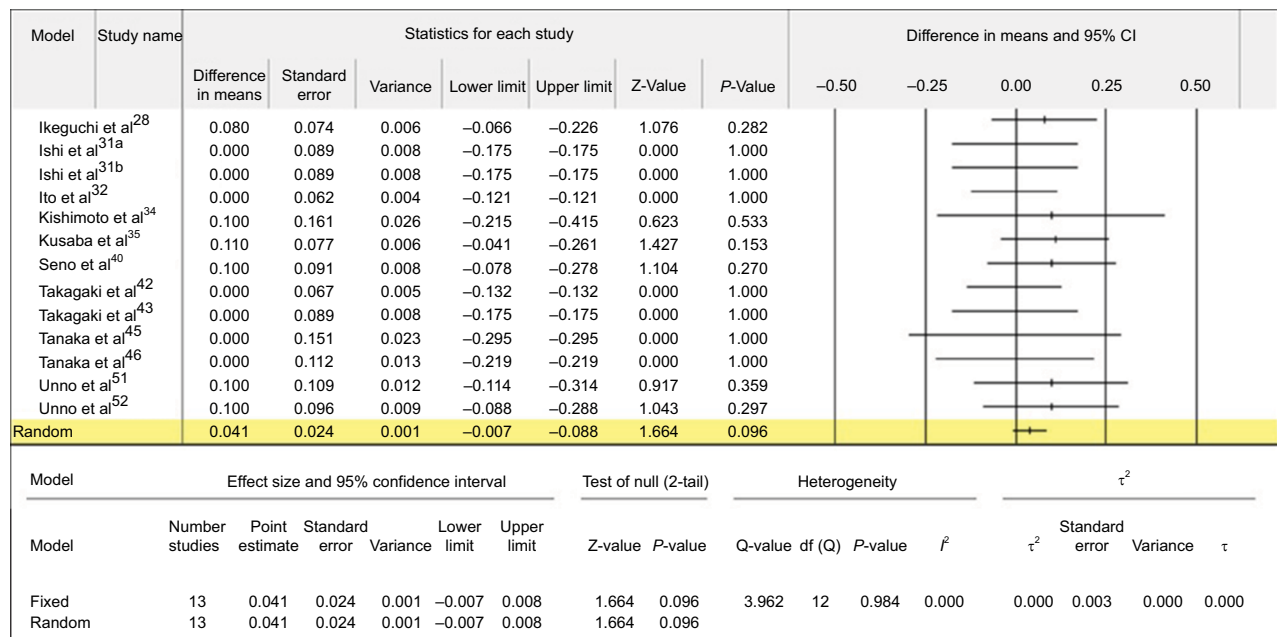 Model Study name Statistics for each study Difference in means and 95% CI
Difference in means Standard error Variance Lower limit Upper limit Z-Value P-Value −0.50 −0.25 0.00 0.25 0.50
Ikeguchi et al28 0.080 0.074 0.006 −0.066 −0.226 1.076 0.282
Ishi et al31a 0.000 0.089 0.008 −0.175 −0.175 0.000 1.000
Ishi et al31b 0.000 0.089 0.008 −0.175 −0.175 0.000 1.000
Ito et al32 0.000 0.062 0.004 −0.121 −0.121 0.000 1.000
Kishimoto et al34 0.100 0.161 0.026 −0.215 −0.415 0.623 0.533
Kusaba et al35 0.110 0.077 0.006 −0.041 −0.261 1.427 0.153
Seno et al40 0.100 0.091 0.008 −0.078 −0.278 1.104 0.270
Takagaki et al42 0.000 0.067 0.005 −0.132 −0.132 0.000 1.000
Takagaki et al43 0.000 0.089 0.008 −0.175 −0.175 0.000 1.000
Tanaka et al45 0.000 0.151 0.023 −0.295 −0.295 0.000 1.000
Tanaka et al46 0.000 0.112 0.013 −0.219 −0.219 0.000 1.000
Unno et al51 0.100 0.109 0.012 −0.114 −0.314 0.917 0.359
Unno et al52 0.100 0.096 0.009 −0.088 −0.288 1.043 0.297
Random 0.041 0.024 0.001 −0.007 −0.088 1.664 0.096
Model Effect size and 95% confidence interval Test of null (2-tail) Heterogeneity τ2
Model Number studies Point estimate Standard error Variance Lower limit Upper limit Z-value P-value Q-value df (Q) P-value I2 τ2 Standard error Variance τ
Fixed 13 0.041 0.024 0.001 −0.007 0.008 1.664 0.096 3.962 12 0.984 0.000 0.000 0.003 0.000 0.000
Random 13 0.041 0.024 0.001 −0.007 0.008 1.664 0.096